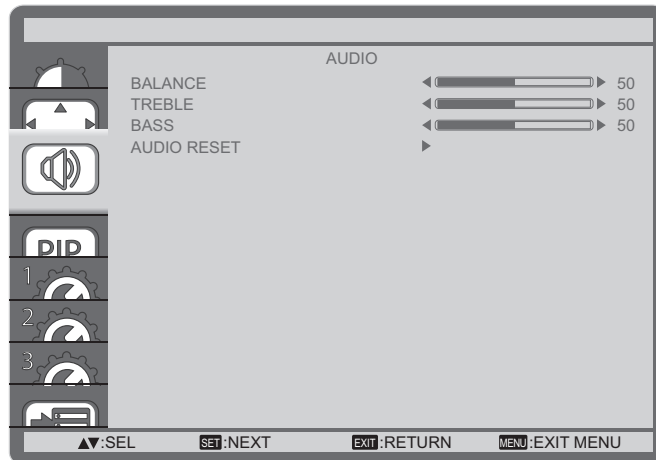 AUDIO
BALANCE 50
TREBLE 50
BASS 50
AUDIO RESET
PIP
1
2
3
▲▼:SEL SET:NEXT EXIT:RETURN MENU:EXIT MENU